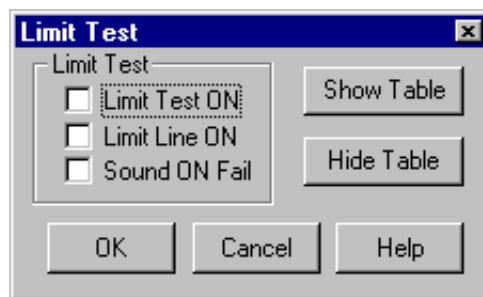 Limit Test
Limit Test
Limit Test ON
Show Table
Limit Line ON
Sound ON Fail
Hide Table
OK
Cancel
Help